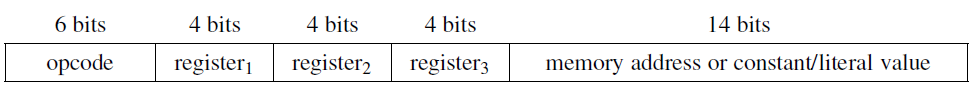 6 bits 4 bits 4 bits 4 bits 14 bits
opcode register₁ register₂ register₃ memory address or constant/literal value